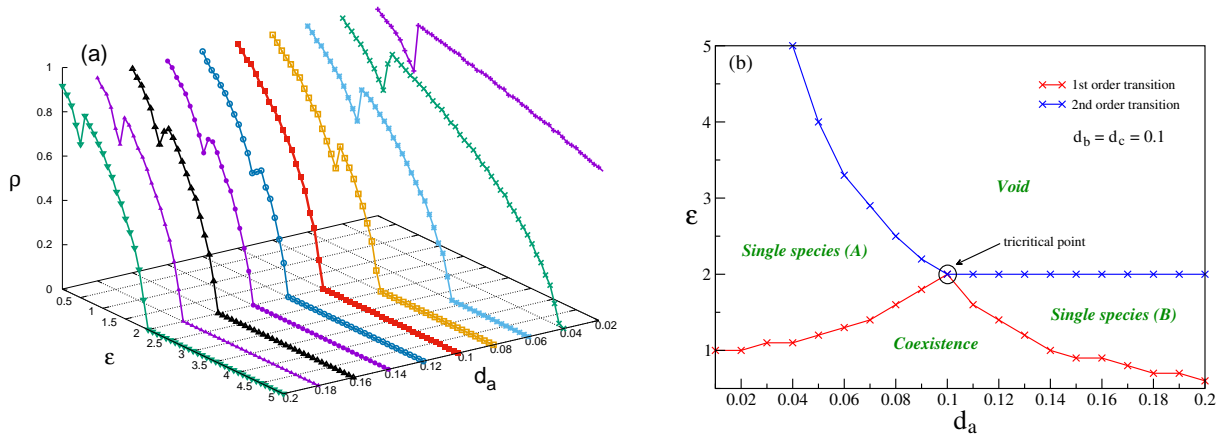 (a)
1
0.8
0.6
0.4
0.2
0
ρ
0.5
1
1.5
2
2.5
3
3.5
4
4.5
5
ε
0.2
0.18
0.16
0.14
0.12
0.1
0.08
0.06
0.04
0.02
d_a
(b)
5
4
3
2
1
ε
1st order transition
2nd order transition
d_b = d_c = 0.1
Void
Single species (A)
tricritical point
Single species (B)
Coexistence
0.02 0.04 0.06 0.08 0.1 0.12 0.14 0.16 0.18 0.2
d_a